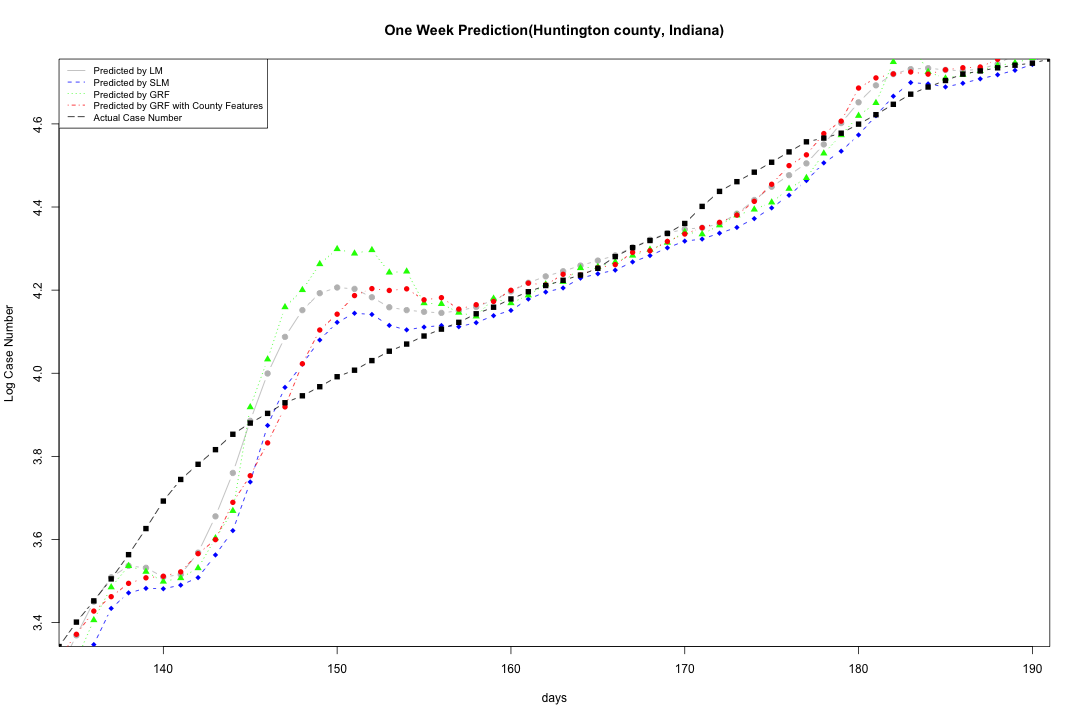 One Week Prediction(Huntington county, Indiana)
Predicted by LM
Predicted by SLM
Predicted by GRF
Predicted by GRF with County Features
Actual Case Number
Log Case Number
4.6
4.4
4.2
4.0
3.8
3.6
3.4
140 150 160 170 180 190
days